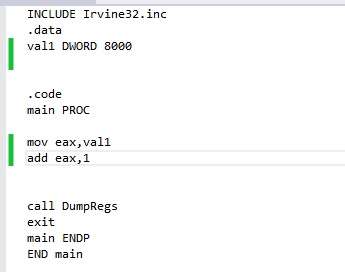 INCLUDE Irvine32.inc
.data
val1 DWORD 8000
.code
main PROC
mov eax,val1
add eax,1
call DumpRegs
exit
main ENDP
END main